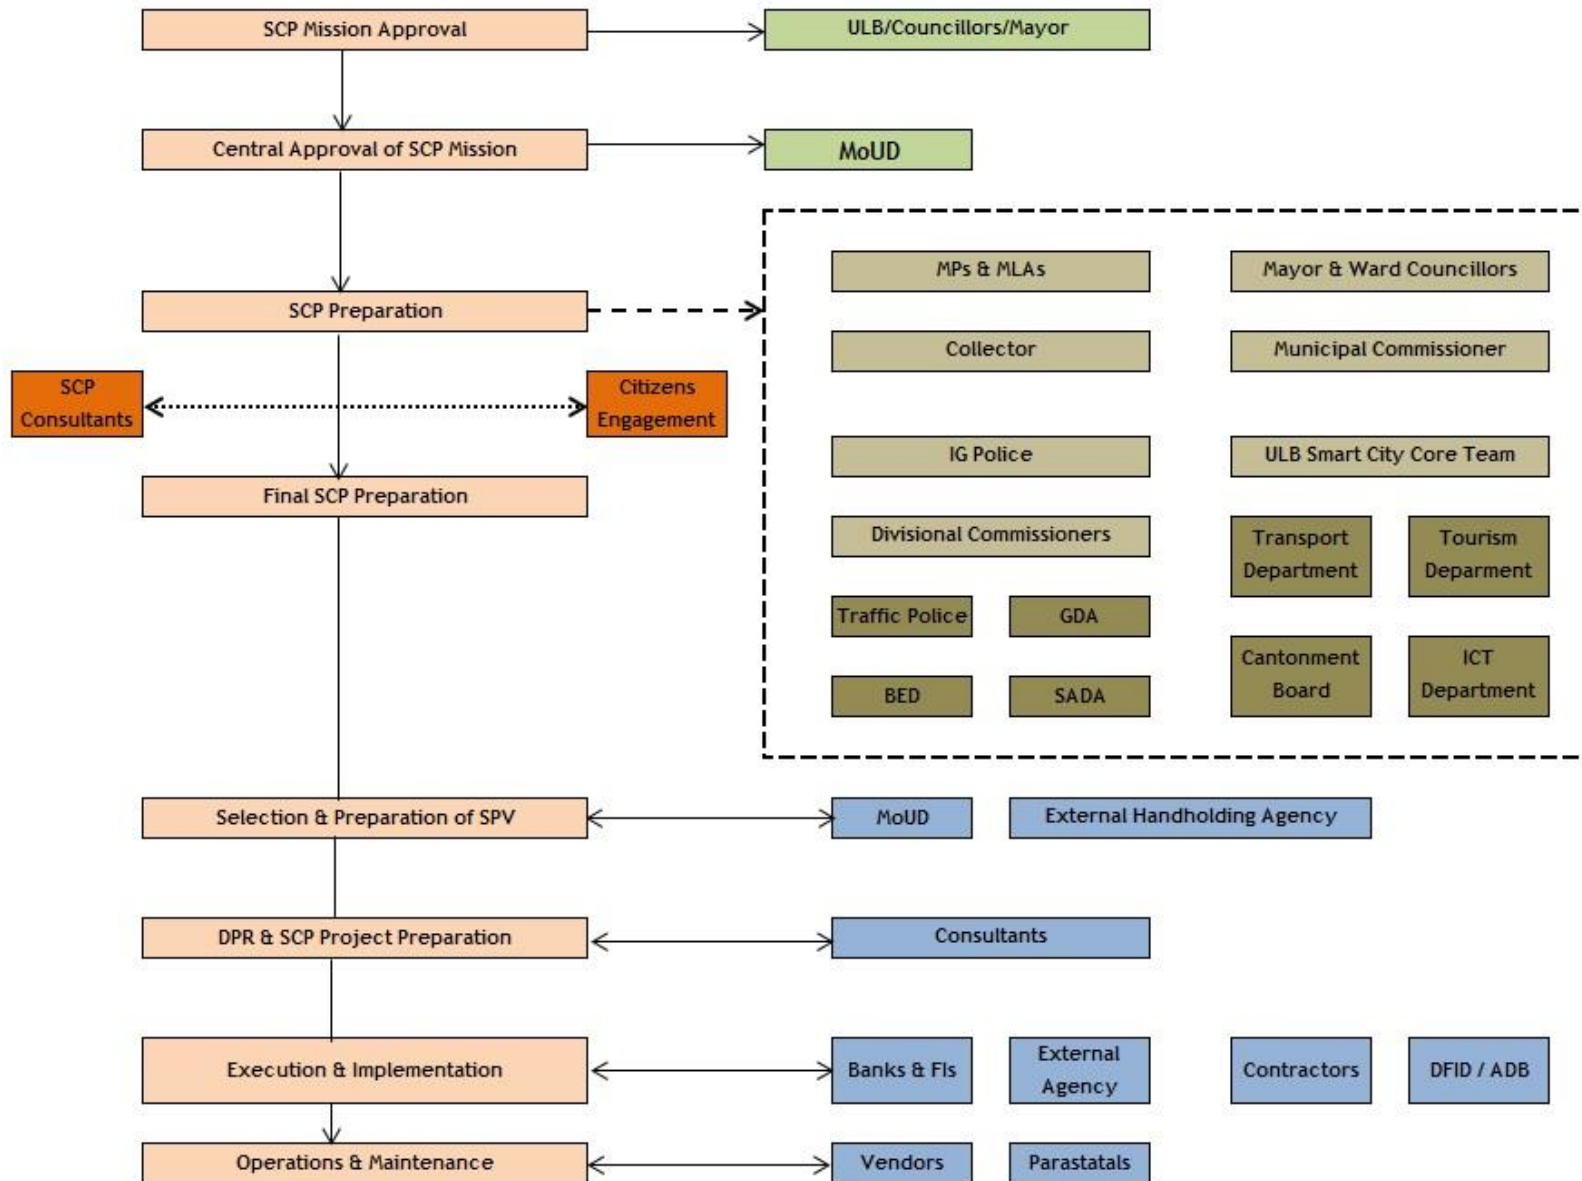 SCP Mission Approval
ULB/Councillors/Mayor
Central Approval of SCP Mission
MoUD
MPs & MLAs
Mayor & Ward Councillors
SCP Preparation
Collector
Municipal Commissioner
SCP
Consultants
Citizens
Engagement
IG Police
ULB Smart City Core Team
Final SCP Preparation
Divisional Commissioners
Transport
Department
Tourism
Deparment
Traffic Police
GDA
Cantonment
Board
ICT
Department
BED
SADA
Selection & Preparation of SPV
MoUD
External Handholding Agency
DPR & SCP Project Preparation
Consultants
Execution & Implementation
Banks & FIs
External
Agency
Contractors
DFID / ADB
Operations & Maintenance
Vendors
Parastatals